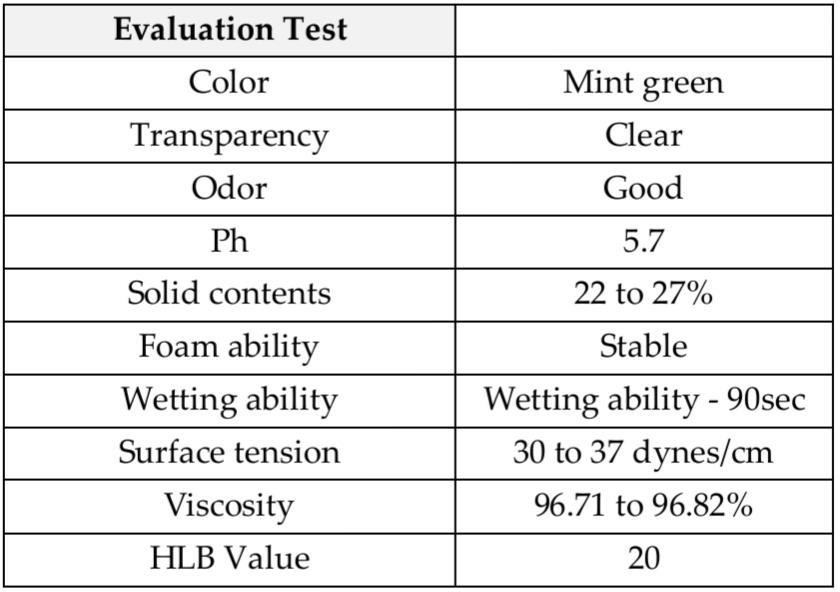 Evaluation Test
Color Mint green
Transparency Clear
Odor Good
Ph 5.7
Solid contents 22 to 27%
Foam ability Stable
Wetting ability Wetting ability - 90sec
Surface tension 30 to 37 dynes/cm
Viscosity 96.71 to 96.82%
HLB Value 20